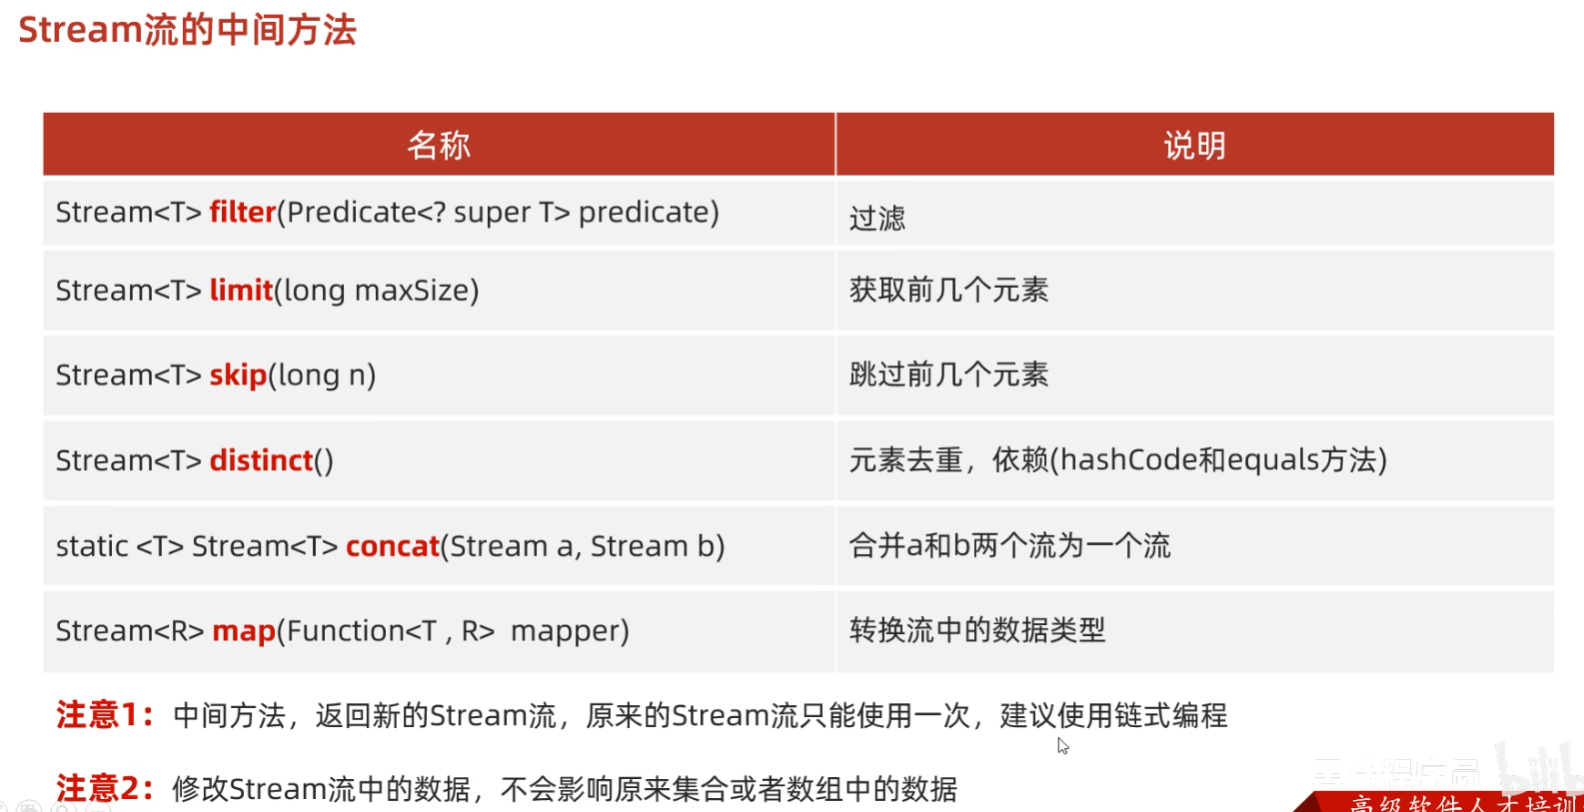 Stream流的中间方法
名称 说明
Stream<T> filter(Predicate<? super T> predicate) 过滤
Stream<T> limit(long maxSize) 获取前几个元素
Stream<T> skip(long n) 跳过前几个元素
Stream<T> distinct() 元素去重，依赖(hashCode和equals方法)
static <T> Stream<T> concat(Stream a, Stream b) 合并a和b两个流为一个流
Stream<R> map(Function<T , R> mapper) 转换流中的数据类型
注意1：中间方法，返回新的Stream流，原来的Stream流只能使用一次，建议使用链式编程
注意2：修改Stream流中的数据，不会影响原来集合或者数组中的数据
高级软件人才培训